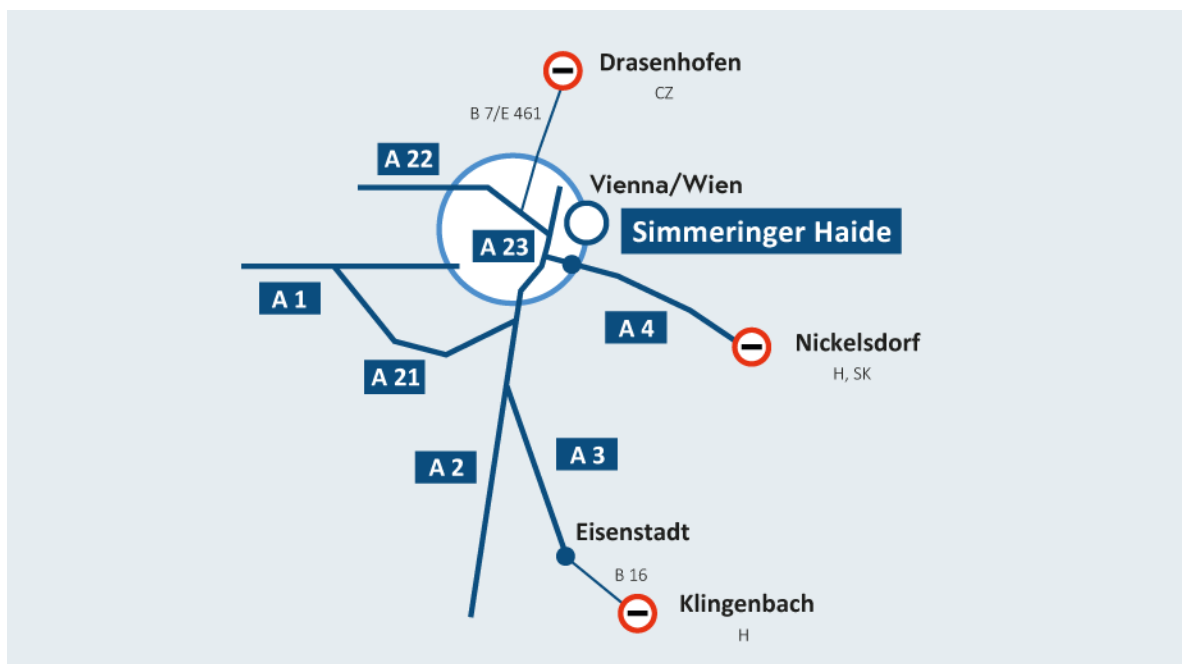 Drasenhofen
CZ
B 7/E 461
A 22
Vienna/Wien
Simmeringer Haide
A 23
A 1
A 4
Nickelsdorf
H, SK
A 21
A 2
A 3
Eisenstadt
B 16
Klingenbach
H